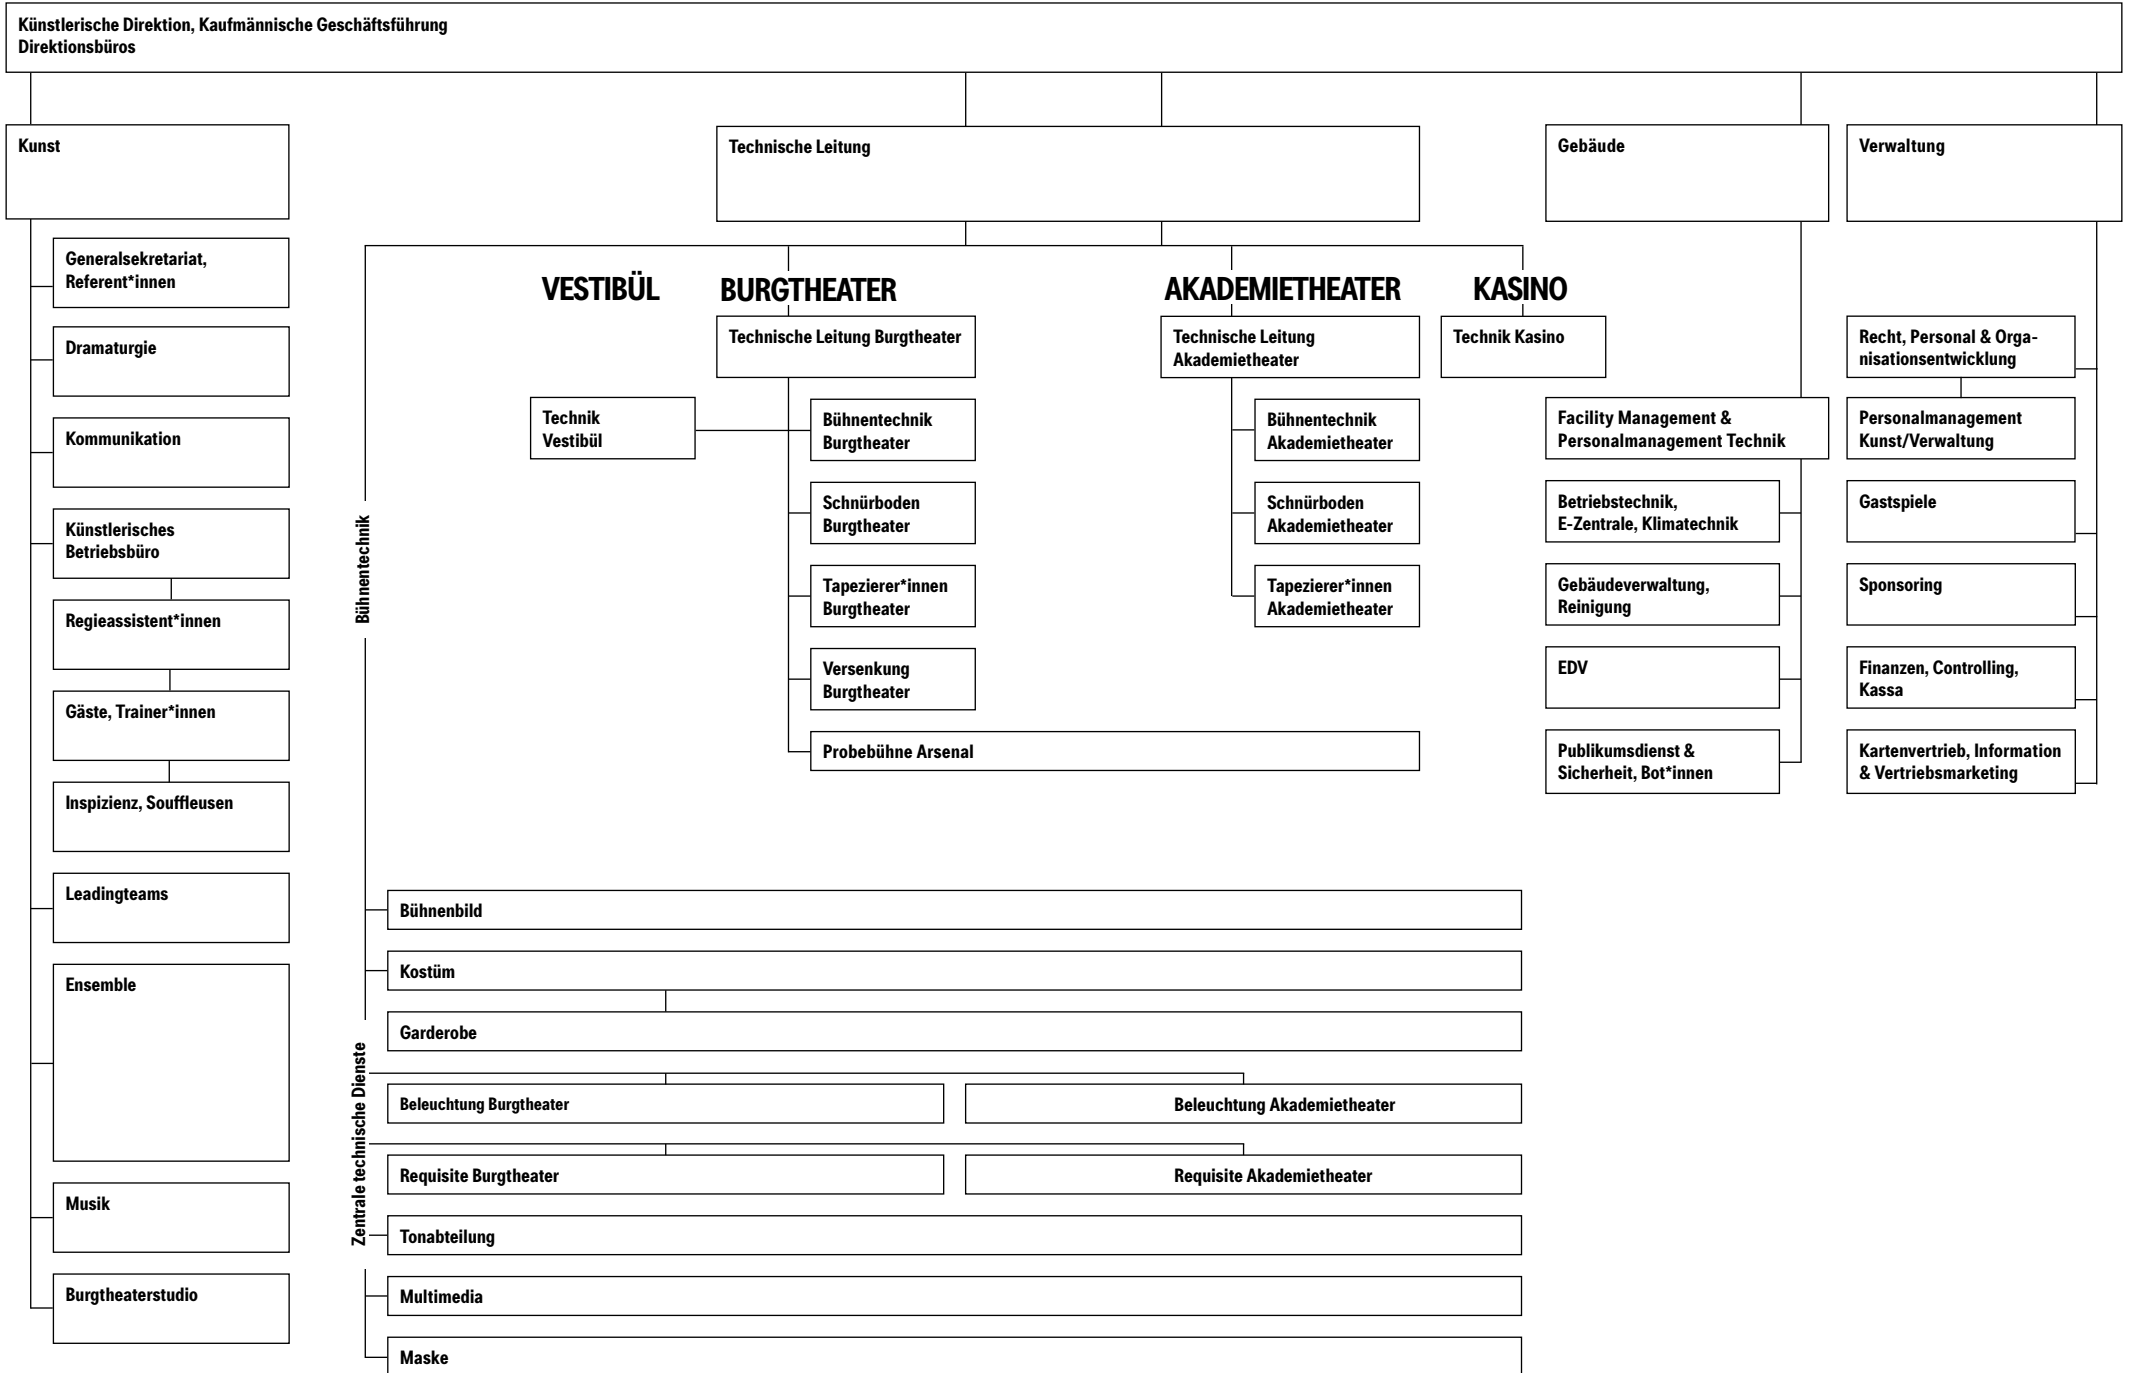 Künstlerische Direktion, Kaufmännische Geschäftsführung
Direktionsbüros
Kunst
Generalsekretariat,
Referent*innen
Dramaturgie
Kommunikation
Künstlerisches
Betriebsbüro
Regieassistent*innen
Gäste, Trainer*innen
Inspizienz, Souffleusen
Leadingteams
Ensemble
Musik
Burgtheaterstudio
Technische Leitung
Bühnentechnik
VESTIBÜL
Technik
Vestibül
BURGTHEATER
Technische Leitung Burgtheater
Bühnentechnik
Burgtheater
Schnürboden
Burgtheater
Tapezierer*innen
Burgtheater
Versenkung
Burgtheater
Probebühne Arsenal
AKADEMIETHEATER
Technische Leitung
Akademietheater
Bühnentechnik
Akademietheater
Schnürboden
Akademietheater
Tapezierer*innen
Akademietheater
KASINO
Technik Kasino
Zentrale technische Dienste
Bühnenbild
Kostüm
Garderobe
Beleuchtung Burgtheater
Beleuchtung Akademietheater
Requisite Burgtheater
Requisite Akademietheater
Tonabteilung
Multimedia
Maske
Gebäude
Facility Management &
Personalmanagement Technik
Betriebstechnik,
E-Zentrale, Klimatechnik
Gebäudeverwaltung,
Reinigung
EDV
Publikumsdienst &
Sicherheit, Bot*innen
Verwaltung
Recht, Personal & Orga-
nisationsentwicklung
Personalmanagement
Kunst/Verwaltung
Gastspiele
Sponsoring
Finanzen, Controlling,
Kassa
Kartenvertrieb, Information
& Vertriebsmarketing